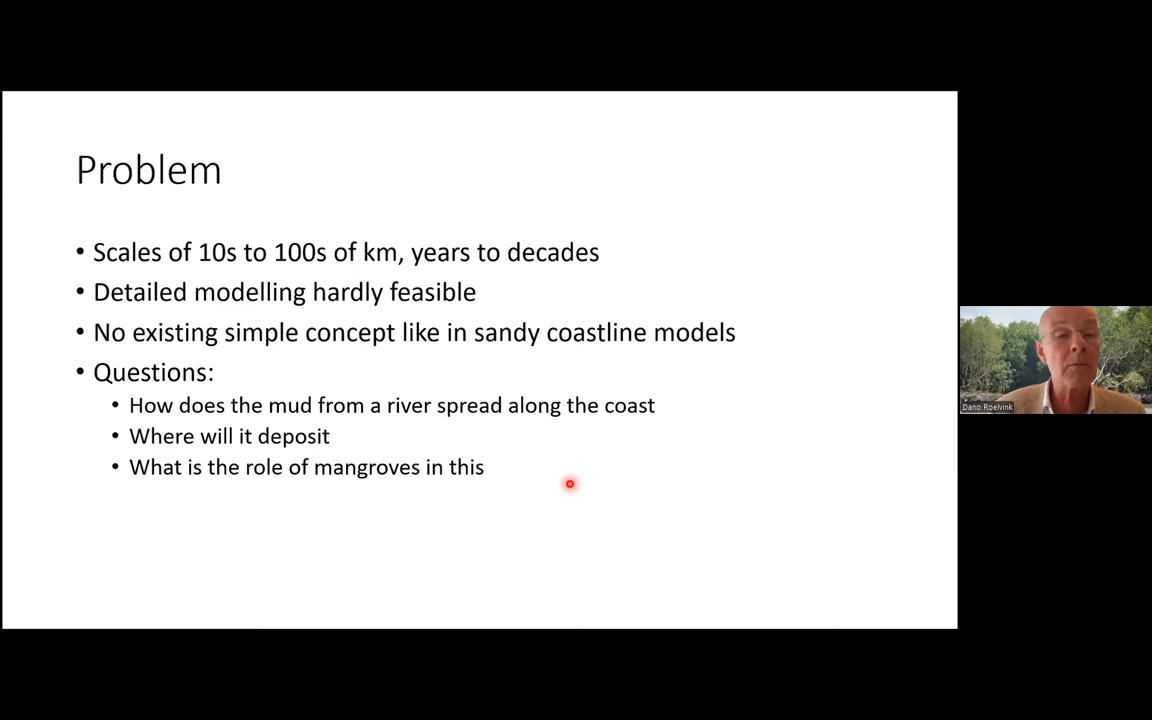 Problem
• Scales of 10s to 100s of km, years to decades
• Detailed modelling hardly feasible
• No existing simple concept like in sandy coastline models
• Questions:
• How does the mud from a river spread along the coast
• Where will it deposit
• What is the role of mangroves in this
Dano Roelvink